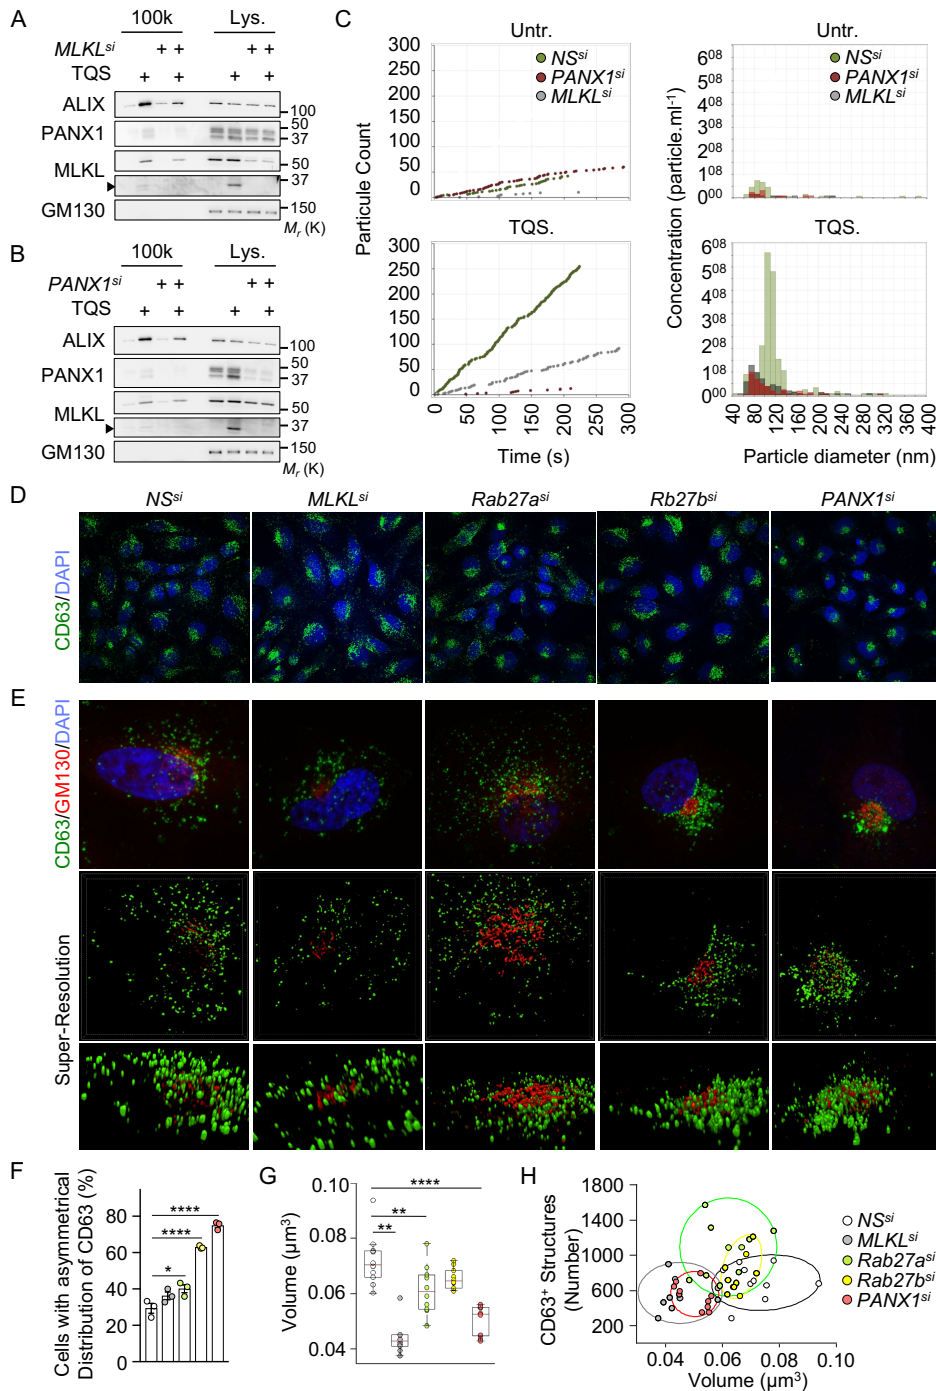 A
100k
Lys.
MLKLsi
+ + + +
TQS
+ + + +
ALIX
100
PANX1
50
37
MLKL
50
37
GM130
150
Mr (K)
B
100k
Lys.
PANX1si
+ + + +
TQS
+ + + +
ALIX
100
PANX1
50
37
MLKL
50
37
GM130
150
Mr (K)
C
Untr.
Particule Count
300
250
200
150
100
50
0
NSsi
PANX1si
MLKLsi
TQS.
300
250
200
150
100
50
0
0 50 100 150 200 250 300
Time (s)
Untr.
Concentration (particle.ml-1)
608
508
408
308
208
108
000
NSsi
PANX1si
MLKLsi
TQS.
608
508
408
308
208
108
000
40 80 120 160 200 240 280 320 360 400
Particle diameter (nm)
D
NSsi
MLKLsi
Rab27asi
Rb27bsi
PANX1si
CD63/DAPI
E
CD63/GM130/DAPI
Super-Resolution
F
Cells with asymmetrical
Distribution of CD63 (%)
80
60
40
20
0
****
****
*
G
Volume (µm3)
0.10
0.08
0.06
0.04
****
**
**
H
CD63+ Structures
(Number)
1800
1400
1000
600
200
0.04 0.06 0.08 0.10
Volume (µm3)
NSsi
MLKLsi
Rab27asi
Rab27bsi
PANX1si